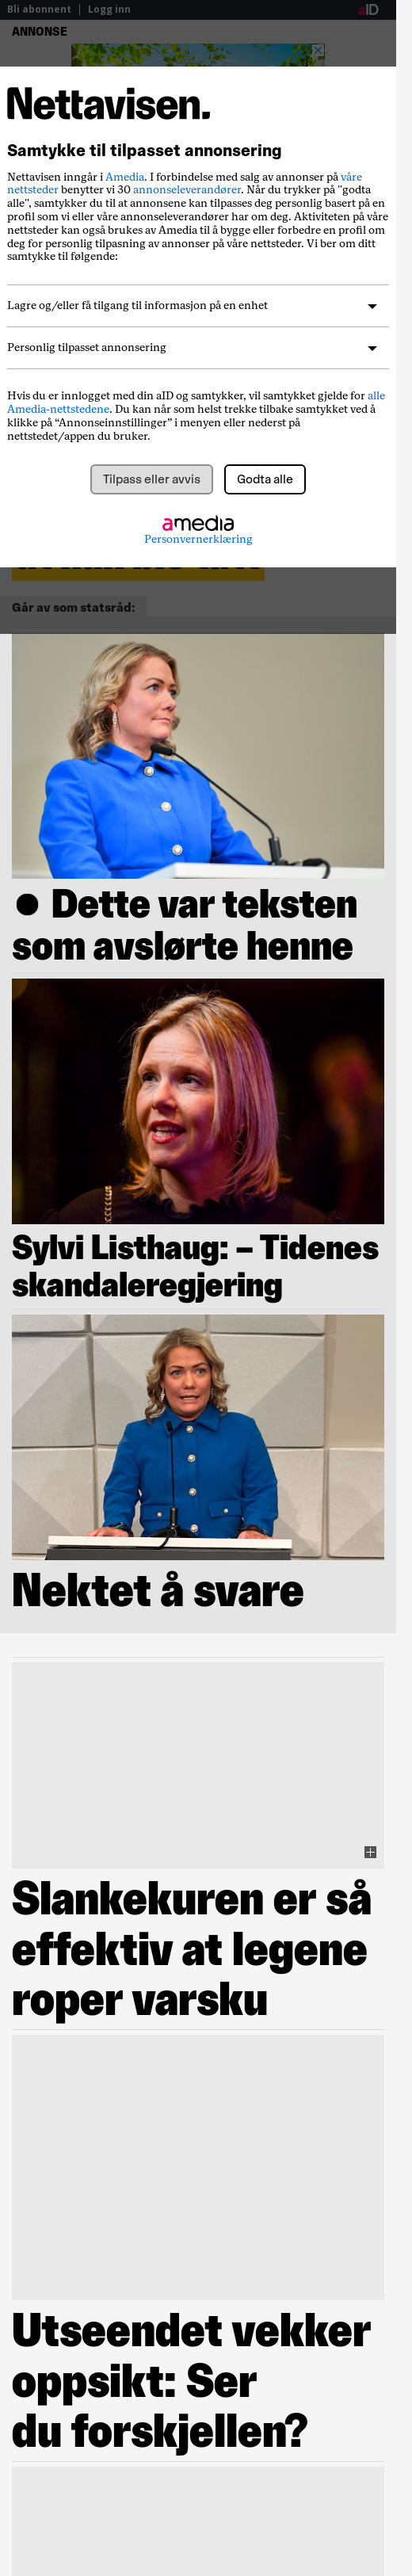 Bli abonnent
Logg inn
aID
ANNONSE
Nettavisen.
Samtykke til tilpasset annonsering
Nettavisen inngår i Amedia. I forbindelse med salg av annonser på våre
nettsteder benytter vi 30 annonseleverandører. Når du trykker på "godta
alle", samtykker du til at annonsene kan tilpasses deg personlig basert på en
profil som vi eller våre annonseleverandører har om deg. Aktiviteten på våre
nettsteder kan også brukes av Amedia til å bygge eller forbedre en profil om
deg for personlig tilpasning av annonser på våre nettsteder. Vi ber om ditt
samtykke til følgende:
Lagre og/eller få tilgang til informasjon på en enhet
Personlig tilpasset annonsering
Hvis du er innlogget med din aID og samtykker, vil samtykket gjelde for alle
Amedia-nettstedene. Du kan når som helst trekke tilbake samtykket ved å
klikke på “Annonseinnstillinger” i menyen eller nederst på
nettstedet/appen du bruker.
Tilpass eller avvis
Godta alle
amedia
Personvernerklæring
Går av som statsråd:
● Dette var teksten
som avslørte henne
Sylvi Listhaug: – Tidenes
skandaleregjering
Nektet å svare
Slankekuren er så
effektiv at legene
roper varsku
Utseendet vekker
oppsikt: Ser
du forskjellen?